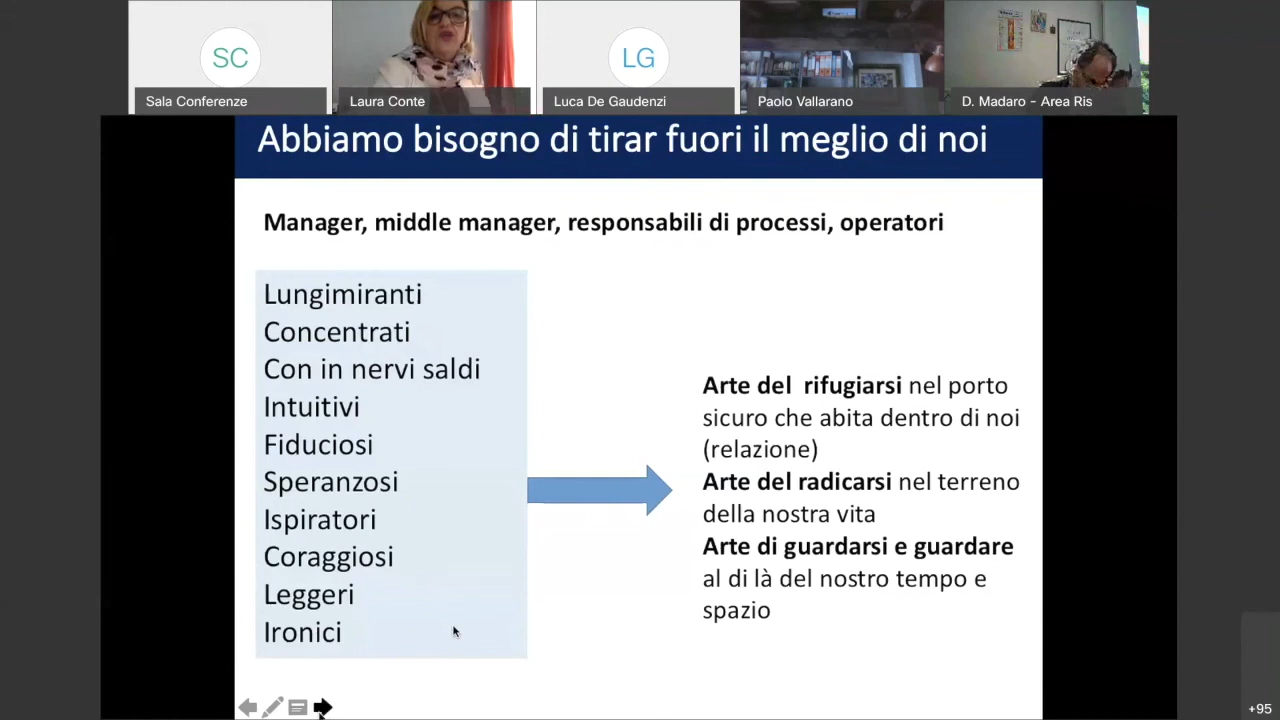 SC
LG
Sala Conferenze
Laura Conte
Luca De Gaudenzi
Paolo Vallarano
D. Madaro - Area Ris
Abbiamo bisogno di tirar fuori il meglio di noi
Manager, middle manager, responsabili di processi, operatori
Lungimiranti
Concentrati
Con in nervi saldi
Intuitivi
Fiduciosi
Speranzosi
Ispiratori
Coraggiosi
Leggeri
Ironici
Arte del rifugiarsi nel porto
sicuro che abita dentro di noi
(relazione)
Arte del radicarsi nel terreno
della nostra vita
Arte di guardarsi e guardare
al di là del nostro tempo e
spazio
+95